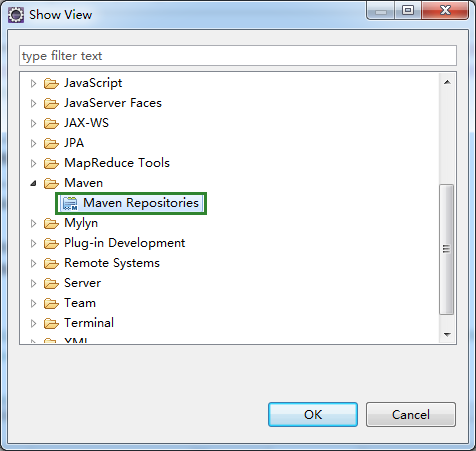 Show View
type filter text
JavaScript
JavaServer Faces
JAX-WS
JPA
MapReduce Tools
Maven
Maven Repositories
Mylyn
Plug-in Development
Remote Systems
Server
Team
Terminal
XML
OK
Cancel